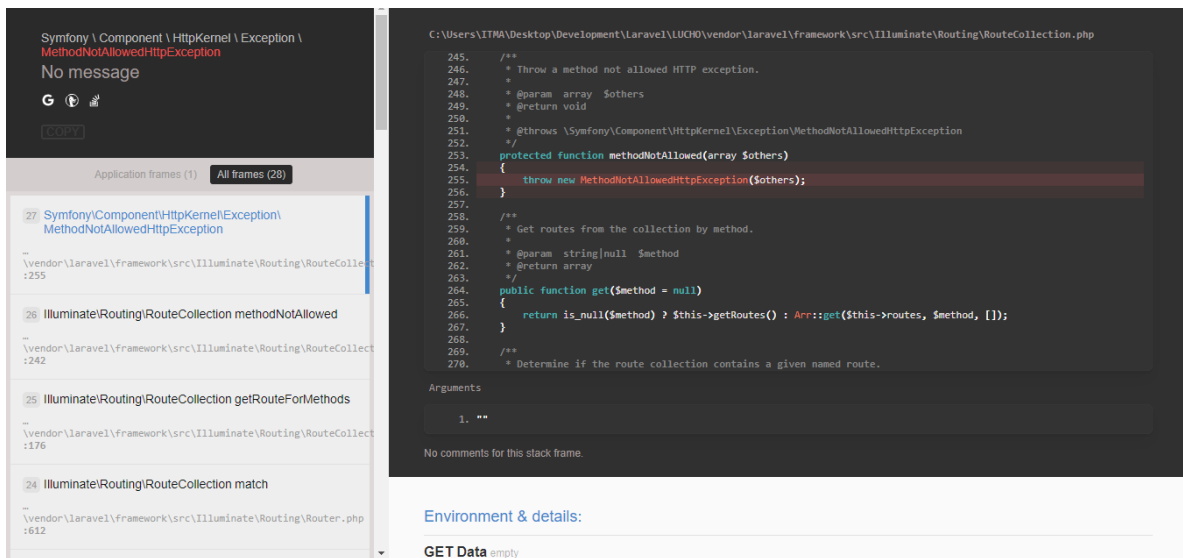 Symfony \ Component \ HttpKernel \ Exception \
MethodNotAllowedHttpException
No message
COPY
Application frames (1) All frames (28)
27 Symfony\Component\HttpKernel\Exception\
MethodNotAllowedHttpException
…
\vendor\laravel\framework\src\Illuminate\Routing\RouteCollect
:255
26 Illuminate\Routing\RouteCollection methodNotAllowed
…
\vendor\laravel\framework\src\Illuminate\Routing\RouteCollect
:242
25 Illuminate\Routing\RouteCollection getRouteForMethods
…
\vendor\laravel\framework\src\Illuminate\Routing\RouteCollect
:176
24 Illuminate\Routing\RouteCollection match
…
\vendor\laravel\framework\src\Illuminate\Routing\Router.php
:612
C:\Users\ITMA\Desktop\Development\Laravel\LUCHO\vendor\laravel\framework\src\Illuminate\Routing\RouteCollection.php
245. /**
246. * Throw a method not allowed HTTP exception.
247. *
248. * @param  array  $others
249. * @return void
250. *
251. * @throws \Symfony\Component\HttpKernel\Exception\MethodNotAllowedHttpException
252. */
253. protected function methodNotAllowed(array $others)
254. {
255. throw new MethodNotAllowedHttpException($others);
256. }
257.
258. /**
259. * Get routes from the collection by method.
260. *
261. * @param  string|null  $method
262. * @return array
263. */
264. public function get($method = null)
265. {
266. return is_null($method) ? $this->getRoutes() : Arr::get($this->routes, $method, []);
267. }
268.
269. /**
270. * Determine if the route collection contains a given named route.
Arguments
1. ""
No comments for this stack frame.
Environment & details:
GET Data empty